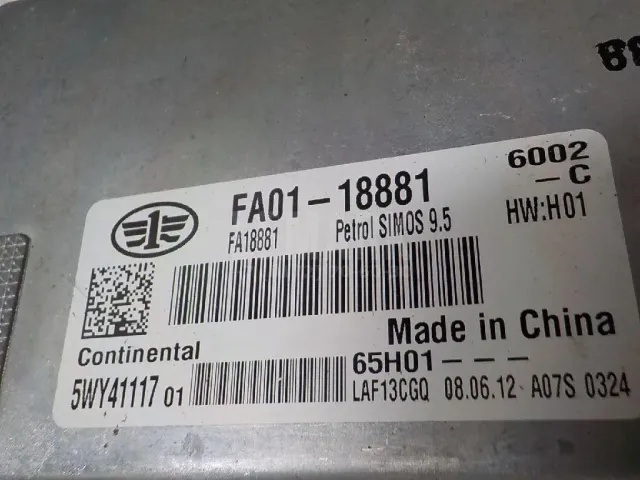 88
6002
-C
FA01-18881
HW:H01
FA18881 Petrol SIMOS 9.5
Made in China
Continental
65H01---
5WY41117 01
LAF13CGQ 08.06.12 A07S 0324